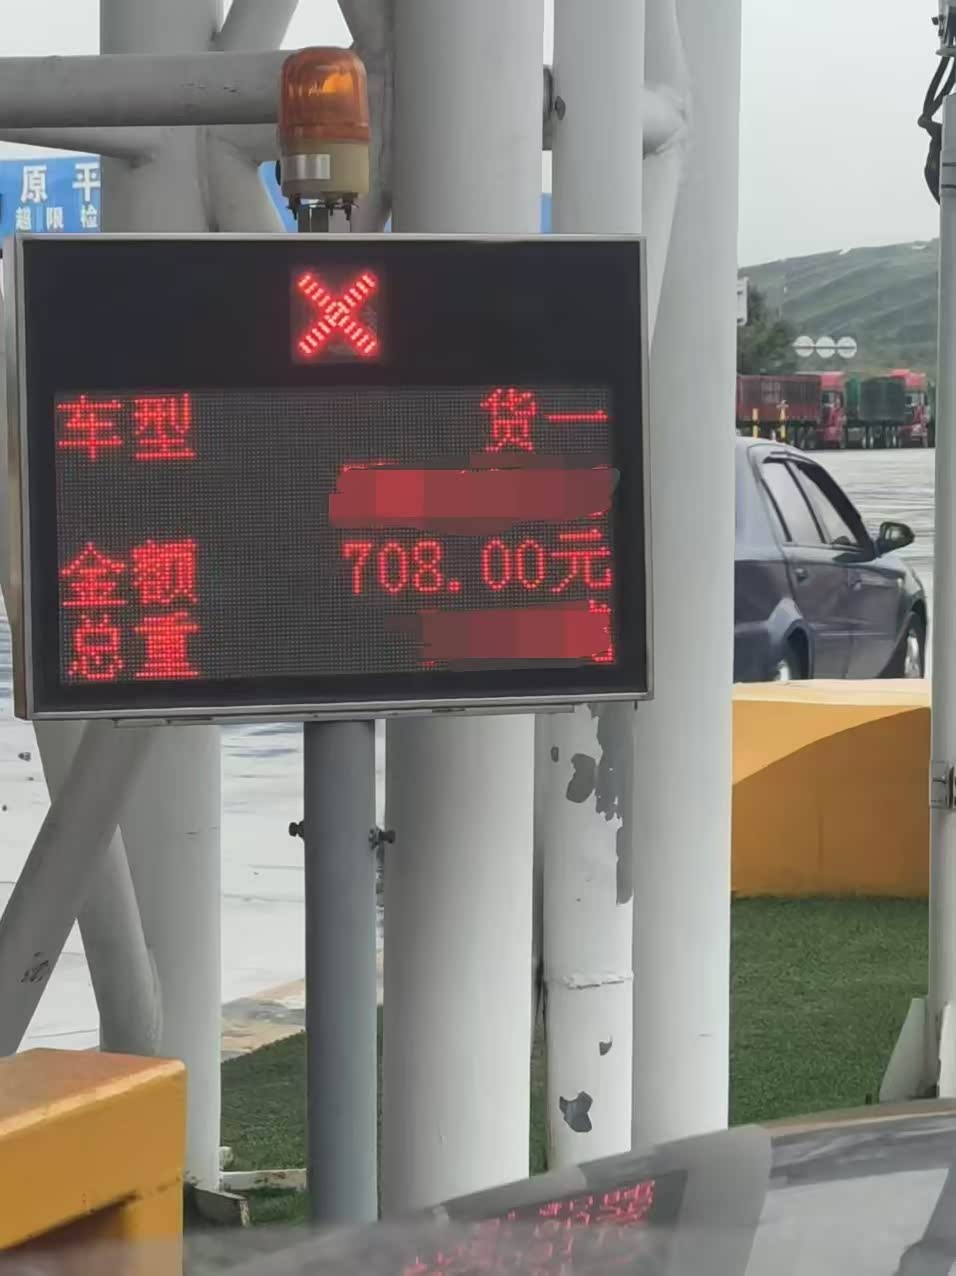 原平
超限检
车型 货一
金额 708.00元
总重